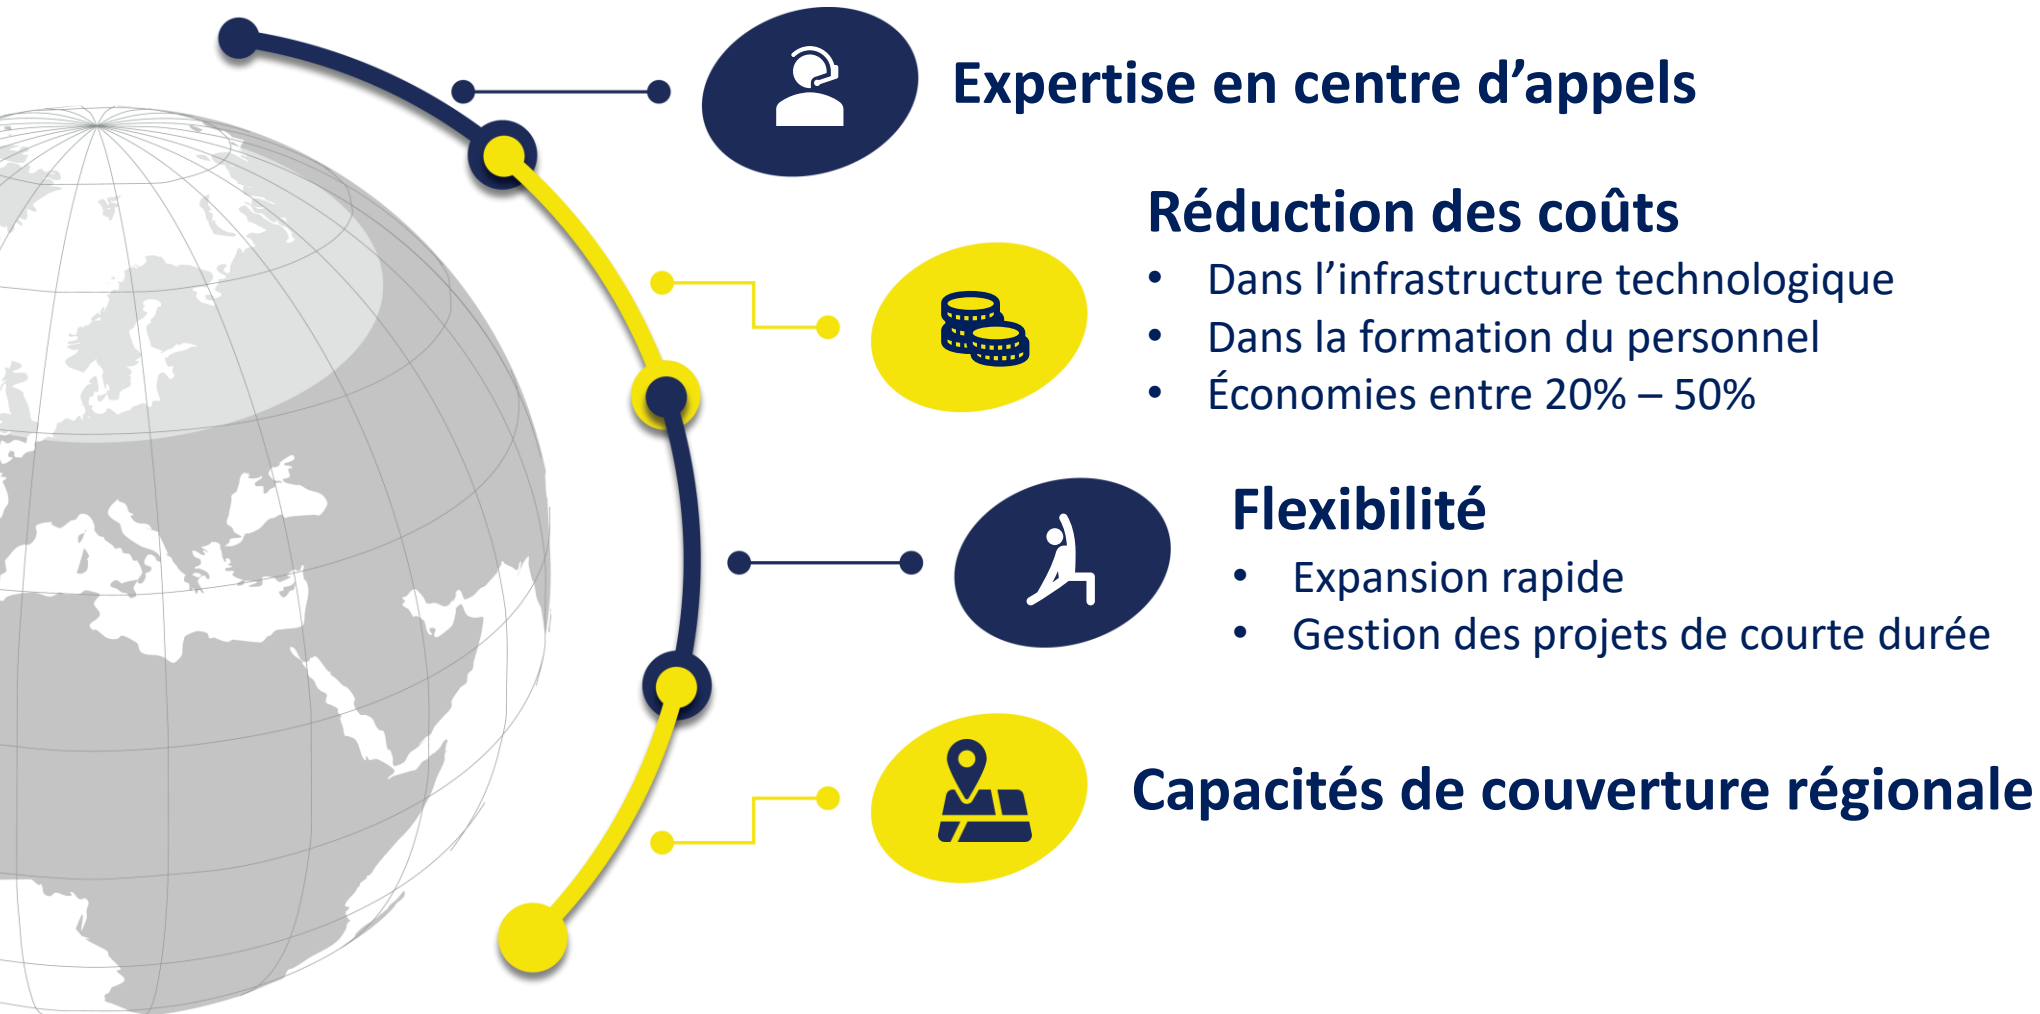 Expertise en centre d’appels
Réduction des coûts
• Dans l’infrastructure technologique
• Dans la formation du personnel
• Économies entre 20% – 50%
Flexibilité
• Expansion rapide
• Gestion des projets de courte durée
Capacités de couverture régionale